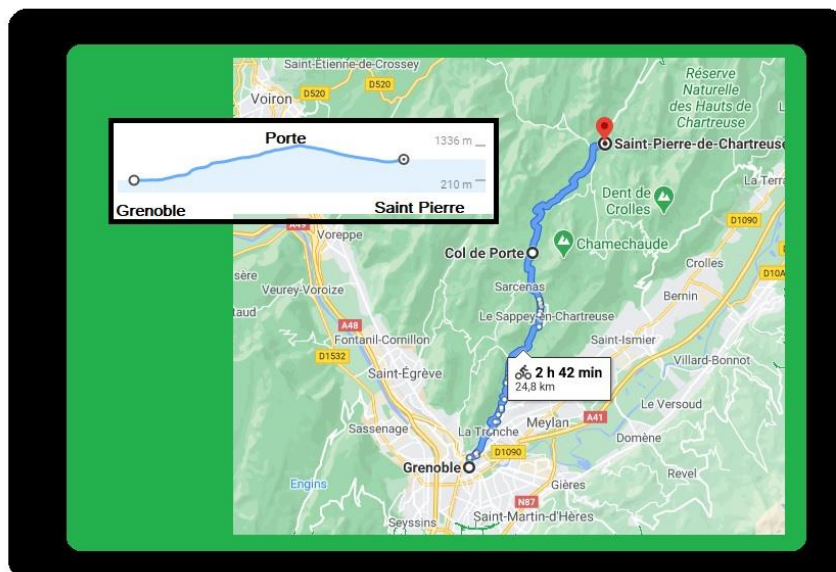 Saint-Étienne-de-Crossey
D520
D520
Voiron
Réserve
Naturelle
des Hauts de
Chartreuse
Porte
1336 m
210 m
Grenoble
Saint Pierre
Saint-Pierre-de-Chartreuse
La Terra
Dent de
Crolles
D1090
A49
Voreppe
Col de Porte
Chamechaude
Crolles
D10A
sère
Veurey-Voroize
Sarcenas
Bernin
taud
A48
Le Sappey-en-Chartreuse
Fontanil-Cornillon
Saint-Ismier
D1532
Villard-Bonnot
Saint-Égrève
2 h 42 min
24,8 km
Le Versoud
Meylan
A41
Sassenage
La Tronche
Domène
D1090
Grenoble
Revel
Engins
Gières
N87
Seyssins
Saint-Martin-d'Hères